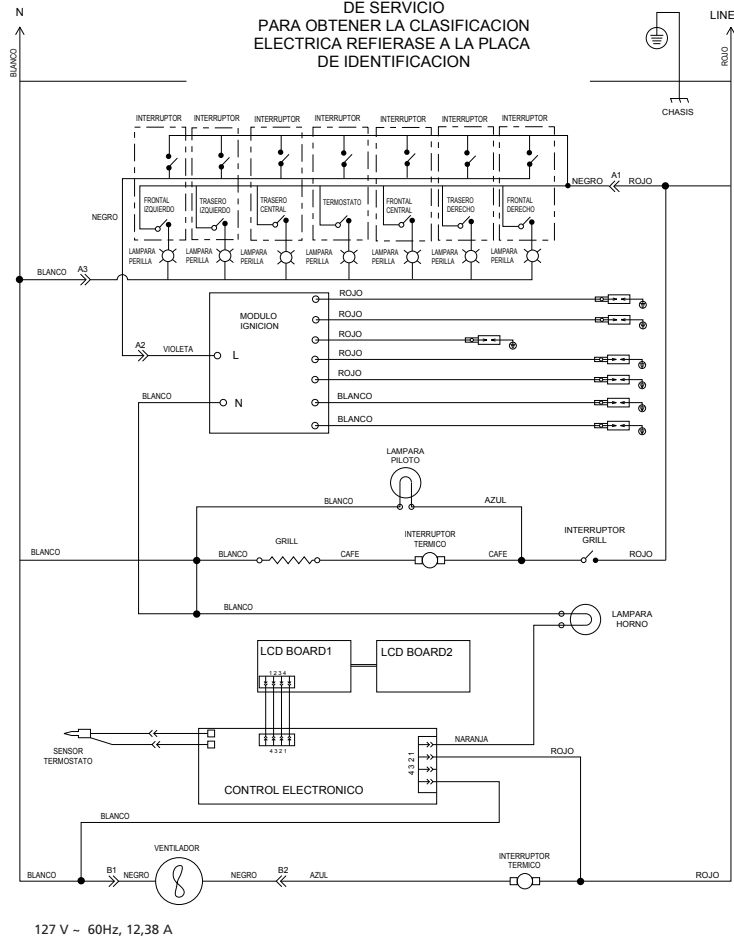 DE SERVICIO
PARA OBTENER LA CLASIFICACION
ELECTRICA REFIERASE A LA PLACA
DE IDENTIFICACION
N
LINE
BLANCO
ROJO
CHASIS
INTERRUPTOR INTERRUPTOR INTERRUPTOR INTERRUPTOR INTERRUPTOR INTERRUPTOR INTERRUPTOR
NEGRO A1 ROJO
FRONTAL IZQUIERDO
TRASERO IZQUIERDO
TRASERO CENTRAL
TERMOSTATO
FRONTAL CENTRAL
TRASERO DERECHO
FRONTAL DERECHO
NEGRO
LAMPARA PERILLA
LAMPARA PERILLA
LAMPARA PERILLA
LAMPARA PERILLA
LAMPARA PERILLA
LAMPARA PERILLA
LAMPARA PERILLA
BLANCO A3
MODULO
IGNICION
ROJO
ROJO
ROJO
ROJO
ROJO
BLANCO
BLANCO
A2 VIOLETA L
BLANCO N
LAMPARA
PILOTO
BLANCO AZUL
INTERRUPTOR
TERMICO
INTERRUPTOR
GRILL
BLANCO BLANCO GRILL CAFE CAFE ROJO
BLANCO
LAMPARA
HORNO
LCD BOARD1 LCD BOARD2
1 2 3 4
SENSOR
TERMOSTATO
4 3 2 1
4 3 2 1
NARANJA
ROJO
CONTROL ELECTRONICO
BLANCO
VENTILADOR
INTERRUPTOR
TERMICO
BLANCO B1 NEGRO NEGRO B2 AZUL ROJO
127 V ~ 60Hz, 12,38 A